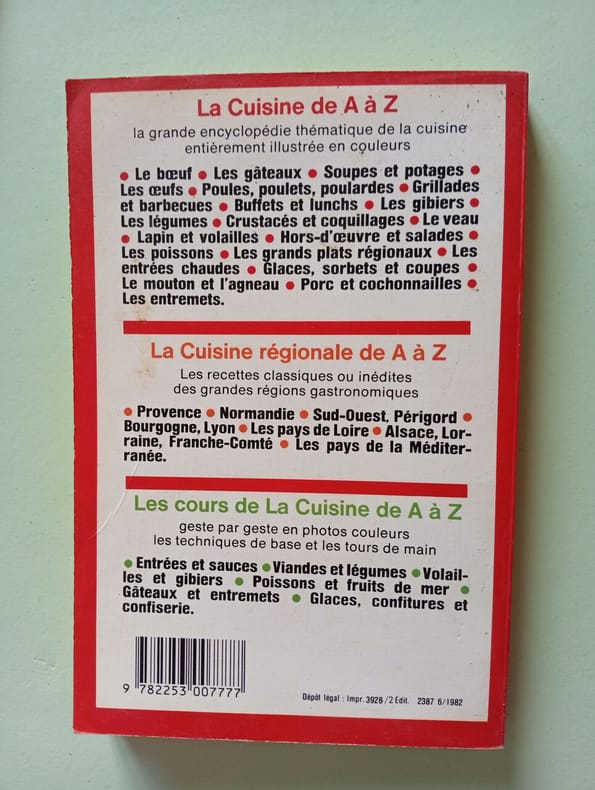 La Cuisine de A à Z
la grande encyclopédie thématique de la cuisine
entièrement illustrée en couleurs
● Le bœuf ● Les gâteaux ● Soupes et potages ●
Les œufs ● Poules, poulets, poulardes ● Grillades
et barbecues ● Buffets et lunchs ● Les gibiers ●
Les légumes ● Crustacés et coquillages ● Le veau
● Lapin et volailles ● Hors-d'œuvre et salades ●
Les poissons ● Les grands plats régionaux ● Les
entrées chaudes ● Glaces, sorbets et coupes ●
Le mouton et l'agneau ● Porc et cochonnailles ●
Les entremets.
La Cuisine régionale de A à Z
Les recettes classiques ou inédites
des grandes régions gastronomiques
● Provence ● Normandie ● Sud-Ouest, Périgord ●
Bourgogne, Lyon ● Les pays de Loire ● Alsace, Lor-
raine, Franche-Comté ● Les pays de la Méditer-
ranée.
Les cours de La Cuisine de A à Z
geste par geste en photos couleurs
les techniques de base et les tours de main
● Entrées et sauces ● Viandes et légumes ● Volail-
les et gibiers ● Poissons et fruits de mer ●
Gâteaux et entremets ● Glaces, confitures et
confiserie.
9 782253 007777
Dépôt légal : Impr. 3928/2 Edit. 2387 6/1982